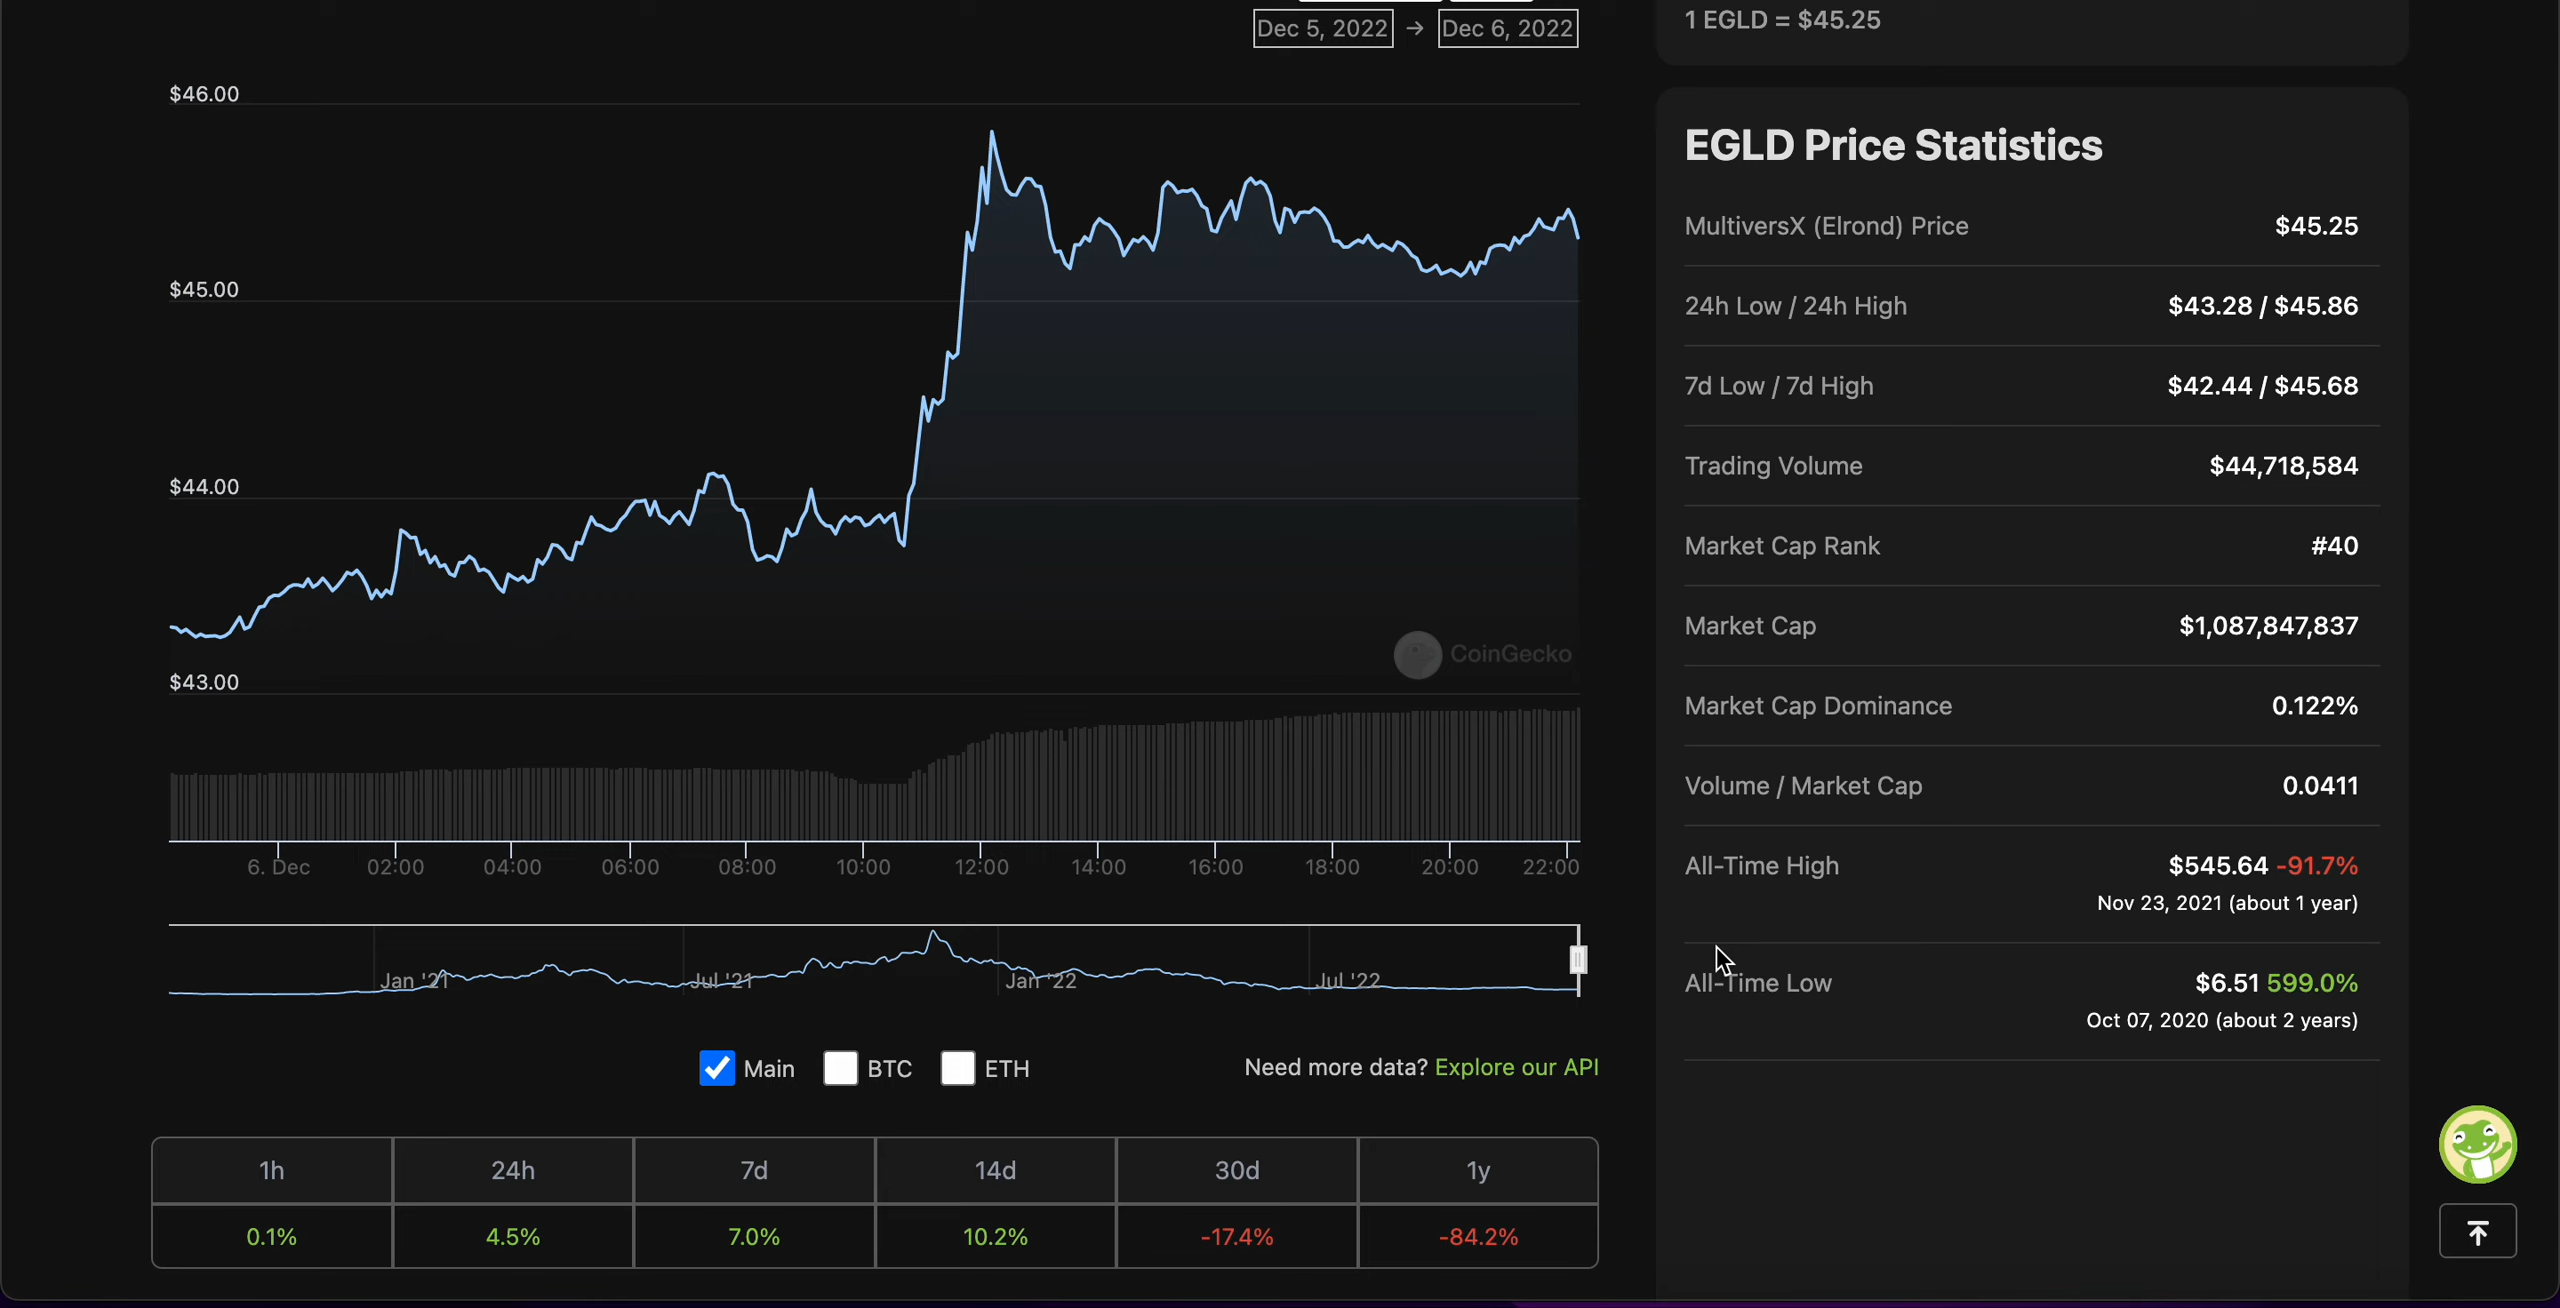 Dec 5, 2022 → Dec 6, 2022
$46.00
$45.00
$44.00
$43.00
CoinGecko
6. Dec 02:00 04:00 06:00 08:00 10:00 12:00 14:00 16:00 18:00 20:00 22:00
Jan '21 Jul '21 Jan '22 Jul '22
Main BTC ETH
Need more data? Explore our API
1h 24h 7d 14d 30d 1y
0.1% 4.5% 7.0% 10.2% -17.4% -84.2%
1 EGLD = $45.25
EGLD Price Statistics
MultiversX (Elrond) Price $45.25
24h Low / 24h High $43.28 / $45.86
7d Low / 7d High $42.44 / $45.68
Trading Volume $44,718,584
Market Cap Rank #40
Market Cap $1,087,847,837
Market Cap Dominance 0.122%
Volume / Market Cap 0.0411
All-Time High $545.64 -91.7%
Nov 23, 2021 (about 1 year)
All-Time Low $6.51 599.0%
Oct 07, 2020 (about 2 years)